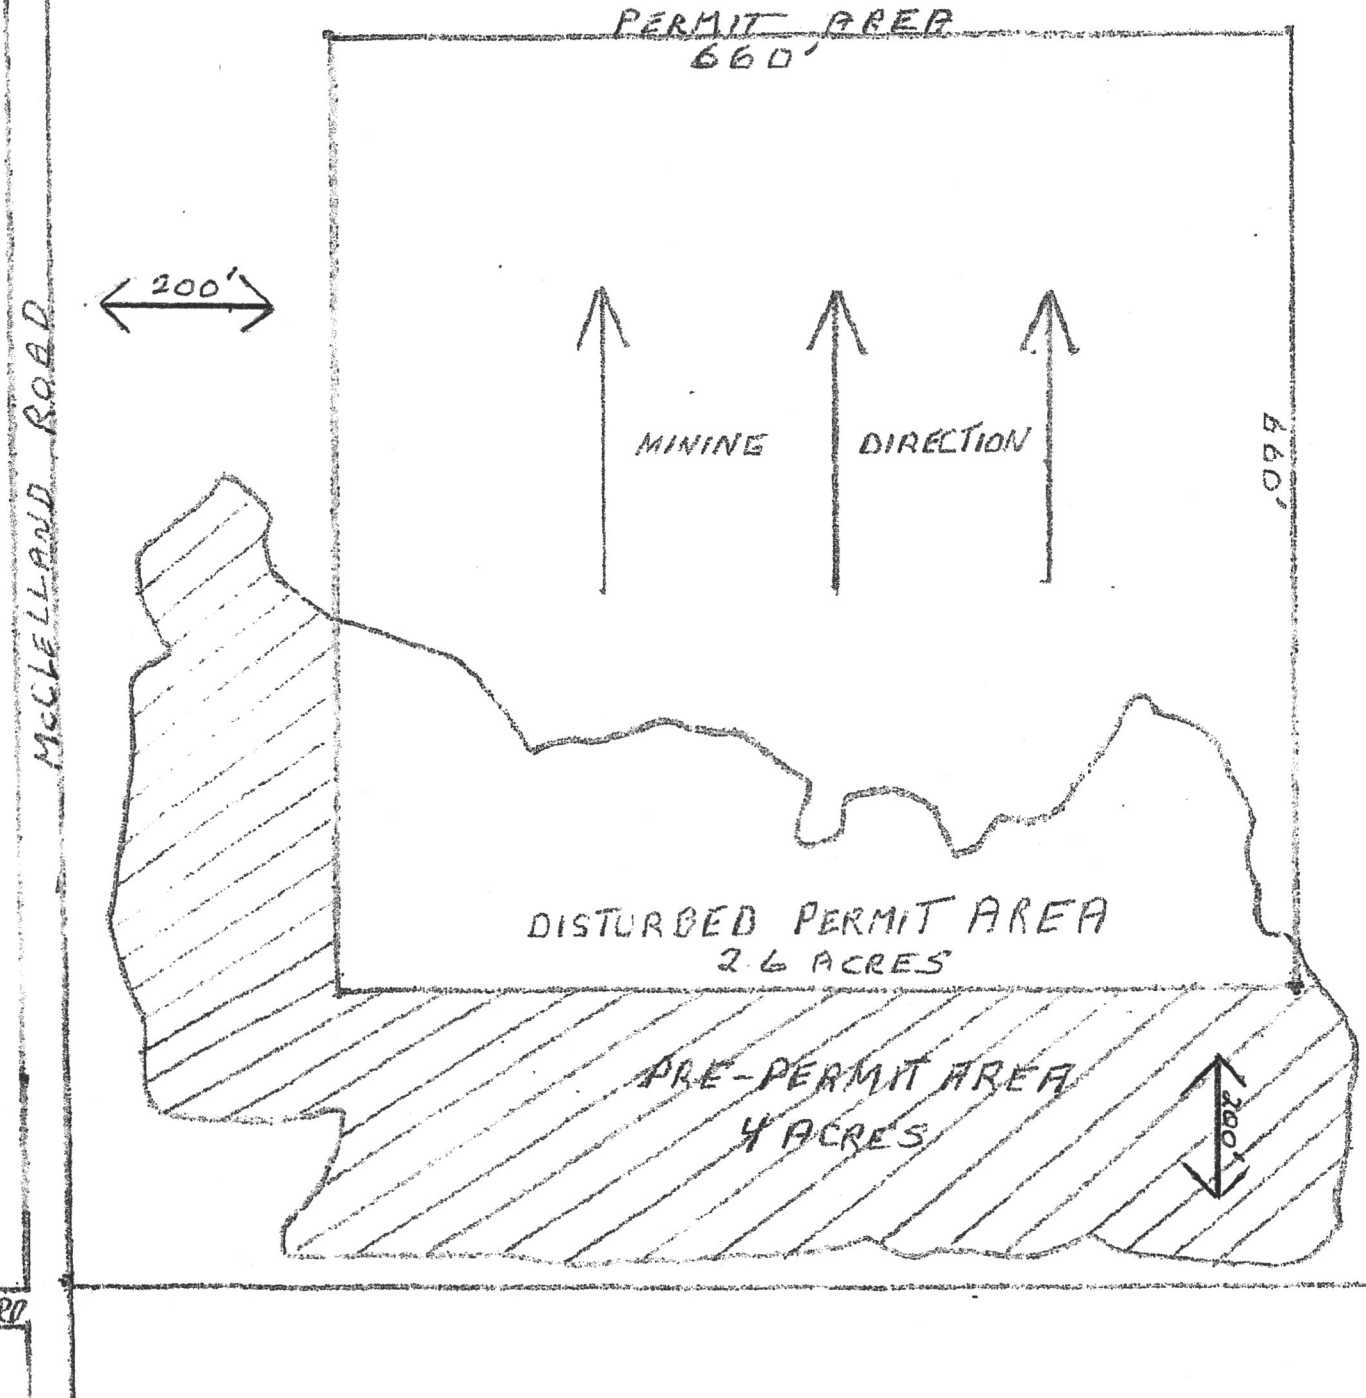 PERMIT AREA
660'
200'
McCLELLAND ROAD
MINING DIRECTION
660'
DISTURBED PERMIT AREA
2.6 ACRES
PRE-PERMIT AREA
4 ACRES
200'
RD